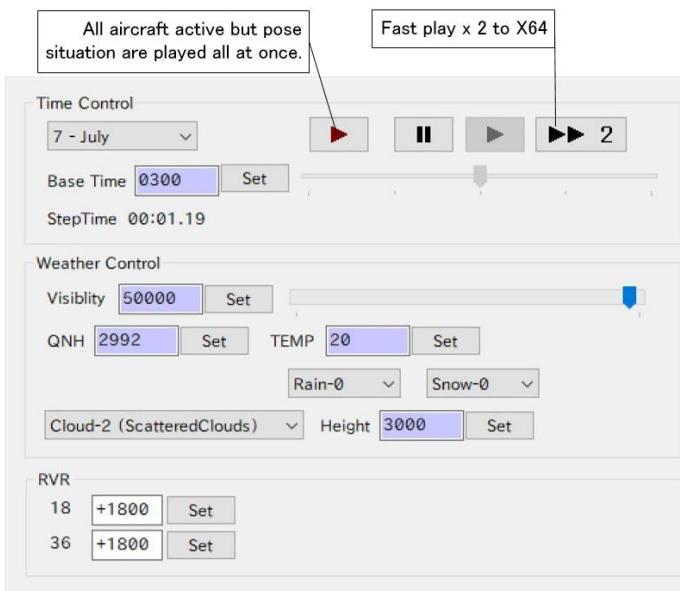 All aircraft active but pose
situation are played all at once.
Fast play x 2 to X64
Time Control
7 - July
2
Base Time 0300 Set
StepTime 00:01.19
Weather Control
Visiblity 50000 Set
QNH 2992 Set TEMP 20 Set
Rain-0 Snow-0
Cloud-2 (ScatteredClouds) Height 3000 Set
RVR
18 +1800 Set
36 +1800 Set